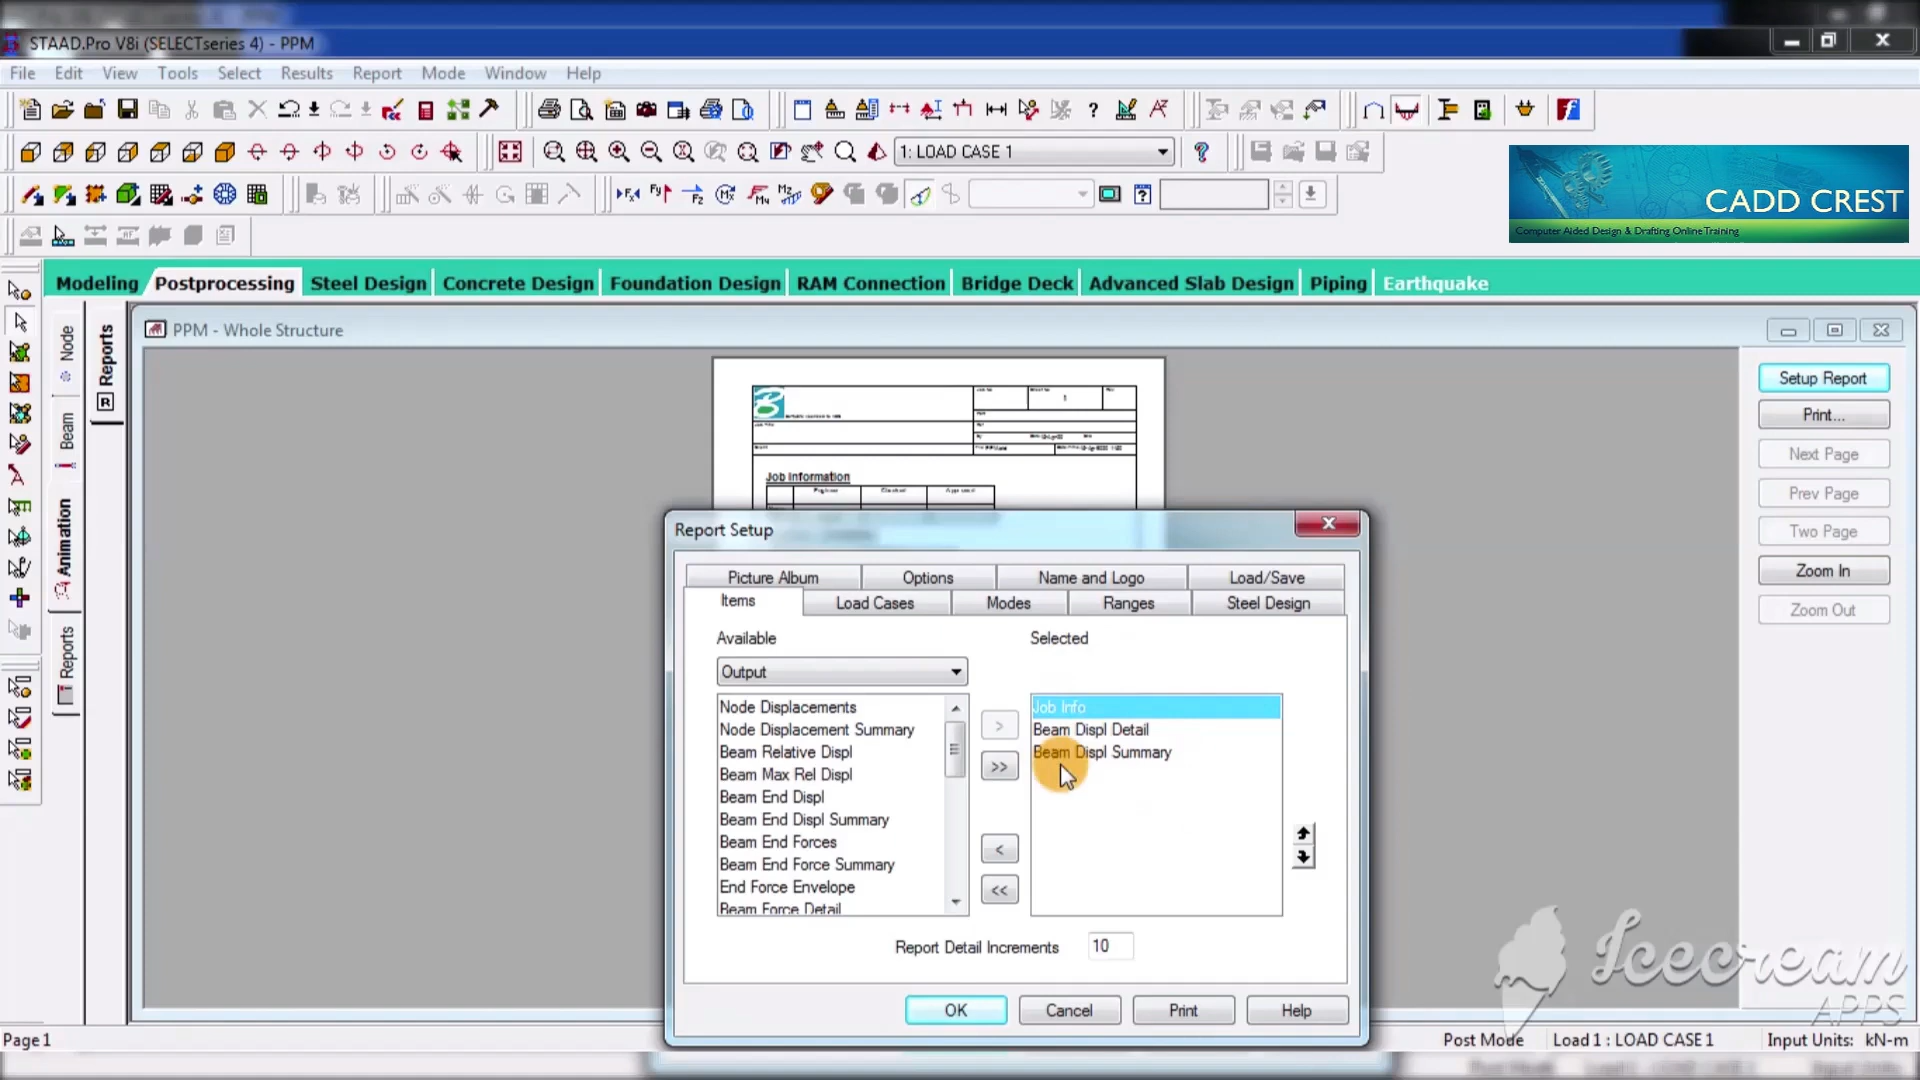 STAAD.Pro V8i (SELECTseries 4) - PPM
File Edit View Tools Select Results Report Mode Window Help
1: LOAD CASE 1
CADD CREST
Computer Aided Design & Drafting Online Training
Modeling Postprocessing Steel Design Concrete Design Foundation Design RAM Connection Bridge Deck Advanced Slab Design Piping Earthquake
Node
Beam
Animation
Reports
Reports
PPM - Whole Structure
Setup Report
Print...
Next Page
Prev Page
Two Page
Zoom In
Zoom Out
Job Information
Engineer Checked Approved
Report Setup
Picture Album Options Name and Logo Load/Save
Items Load Cases Modes Ranges Steel Design
Available Selected
Output
Node Displacements
Node Displacement Summary
Beam Relative Displ
Beam Max Rel Displ
Beam End Displ
Beam End Displ Summary
Beam End Forces
Beam End Force Summary
End Force Envelope
Beam Force Detail
>
>>
<
<<
Job Info
Beam Displ Detail
Beam Displ Summary
Report Detail Increments 10
OK Cancel Print Help
Icecream
APPS
Page 1 Post Mode Load 1 : LOAD CASE 1 Input Units: kN-m